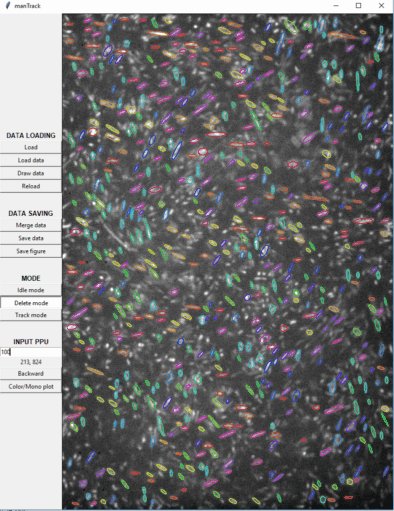 manTrack
DATA LOADING
Load
Load data
Draw data
Reload
DATA SAVING
Merge data
Save data
Save figure
MODE
Idle mode
Delete mode
Track mode
INPUT PPU
100
213, 824
Backward
Color/Mono plot